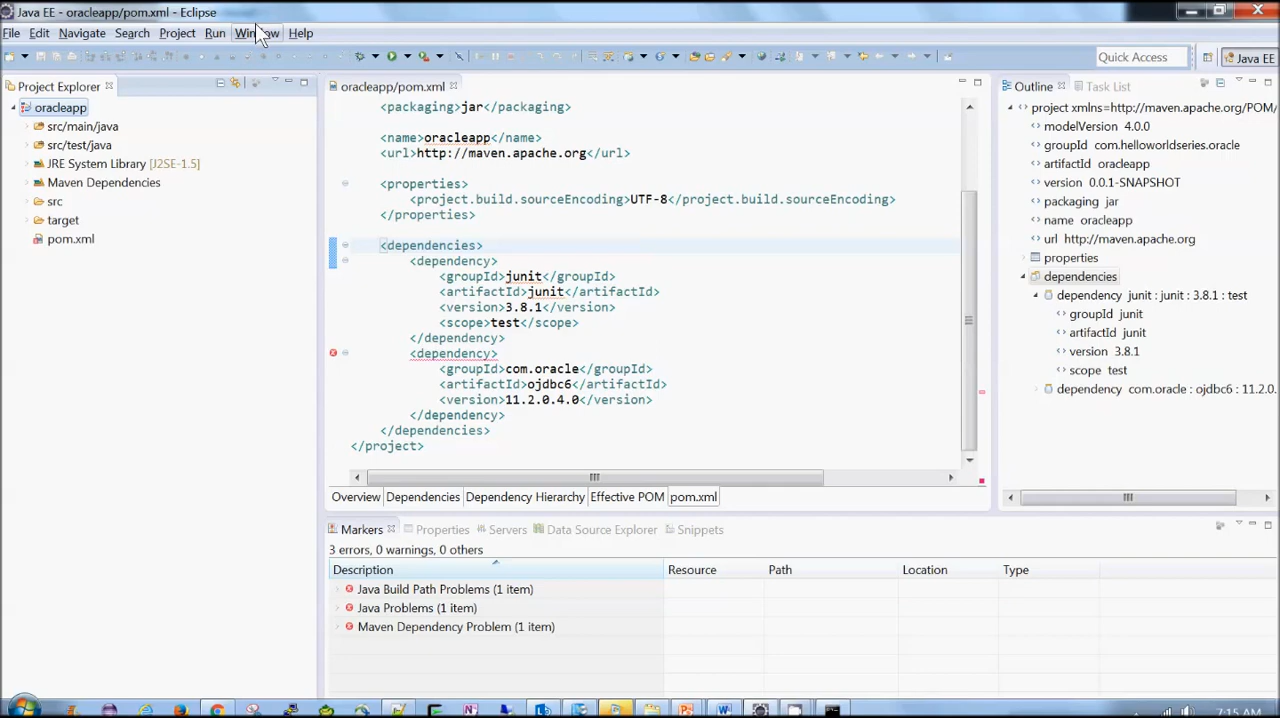 Java EE - oracleapp/pom.xml - Eclipse
File Edit Navigate Search Project Run Window Help
Quick Access
Java EE
Project Explorer
oracleapp
src/main/java
src/test/java
JRE System Library [J2SE-1.5]
Maven Dependencies
src
target
pom.xml
oracleapp/pom.xml
<packaging>jar</packaging>
<name>oracleapp</name>
<url>http://maven.apache.org</url>
<properties>
<project.build.sourceEncoding>UTF-8</project.build.sourceEncoding>
</properties>
<dependencies>
<dependency>
<groupId>junit</groupId>
<artifactId>junit</artifactId>
<version>3.8.1</version>
<scope>test</scope>
</dependency>
<dependency>
<groupId>com.oracle</groupId>
<artifactId>ojdbc6</artifactId>
<version>11.2.0.4.0</version>
</dependency>
</dependencies>
</project>
Overview Dependencies Dependency Hierarchy Effective POM pom.xml
Outline Task List
project xmlns=http://maven.apache.org/POM/
modelVersion 4.0.0
groupId com.helloworldseries.oracle
artifactId oracleapp
version 0.0.1-SNAPSHOT
packaging jar
name oracleapp
url http://maven.apache.org
properties
dependencies
dependency junit : junit : 3.8.1 : test
groupId junit
artifactId junit
version 3.8.1
scope test
dependency com.oracle : ojdbc6 : 11.2.0.
Markers Properties Servers Data Source Explorer Snippets
3 errors, 0 warnings, 0 others
Description Resource Path Location Type
Java Build Path Problems (1 item)
Java Problems (1 item)
Maven Dependency Problem (1 item)
7:15 AM